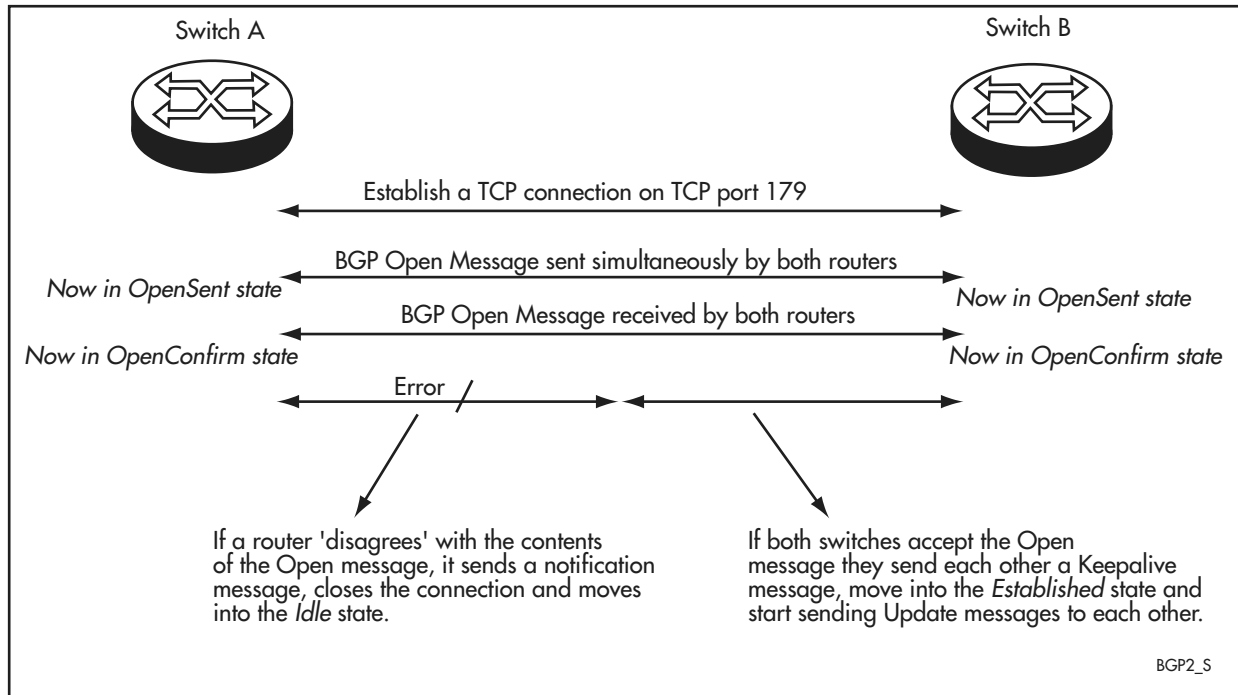 Switch A
Switch B
Establish a TCP connection on TCP port 179
BGP Open Message sent simultaneously by both routers
Now in OpenSent state
Now in OpenSent state
BGP Open Message received by both routers
Now in OpenConfirm state
Now in OpenConfirm state
Error
If a router 'disagrees' with the contents
of the Open message, it sends a notification
message, closes the connection and moves
into the Idle state.
If both switches accept the Open
message they send each other a Keepalive
message, move into the Established state and
start sending Update messages to each other.
BGP2_S